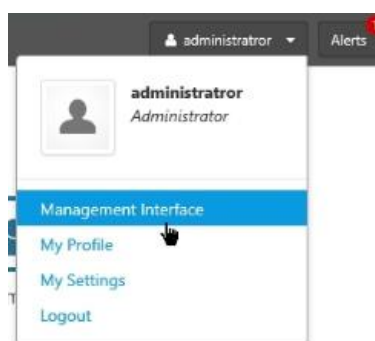 administratror Alerts
administratror
Administrator
Management Interface
My Profile
My Settings
Logout